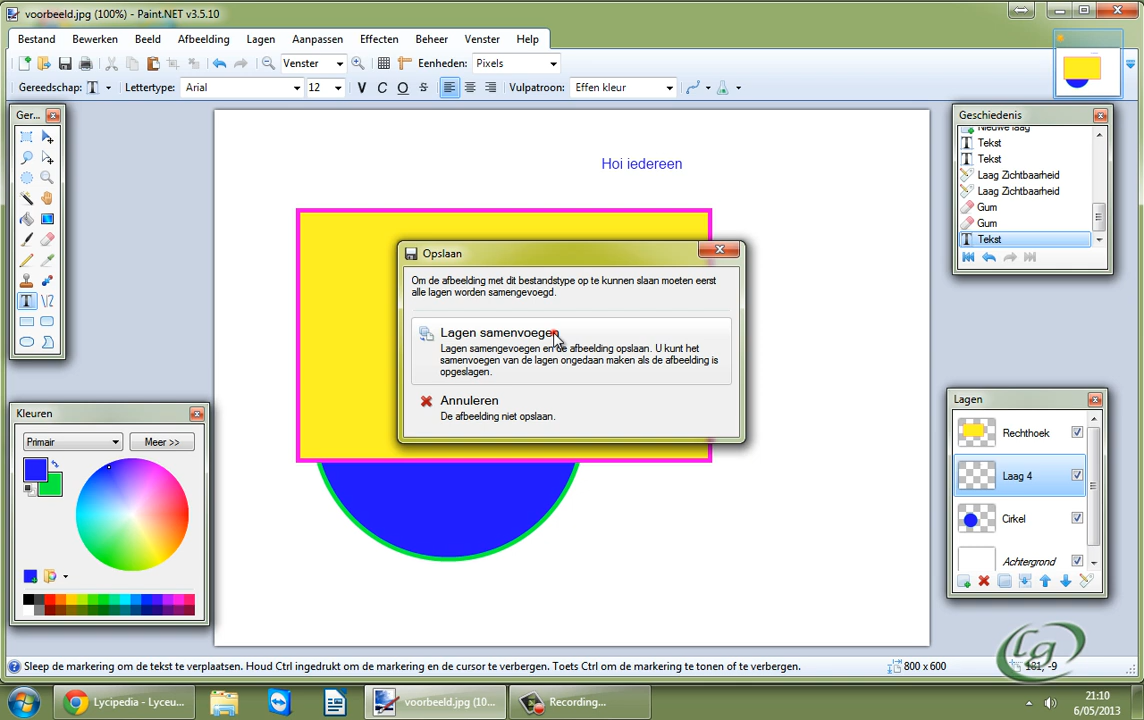 voorbeeld.jpg (100%) - Paint.NET v3.5.10
Bestand Bewerken Beeld Afbeelding Lagen Aanpassen Effecten Beheer Venster Help
Venster Eenheden: Pixels
Gereedschap: T Lettertype: Arial 12 V C O S Vulpatroon: Effen kleur
Ger...
Geschiedenis
Nieuwe laag
Tekst
Tekst
Laag Zichtbaarheid
Laag Zichtbaarheid
Gum
Gum
Tekst
Hoi iedereen
Opslaan
Om de afbeelding met dit bestandstype op te kunnen slaan moeten eerst
alle lagen worden samengevoegd.
Lagen samenvoegen
Lagen samengevoegen en de afbeelding opslaan. U kunt het
samenvoegen van de lagen ongedaan maken als de afbeelding is
opgeslagen.
Annuleren
De afbeelding niet opslaan.
Kleuren
Primair Meer >>
Lagen
Rechthoek
Laag 4
Cirkel
Achtergrond
Sleep de markering om de tekst te verplaatsen. Houd Ctrl ingedrukt om de markering en de cursor te verbergen. Toets Ctrl om de markering te tonen of te verbergen.
800 x 600
181, -9
Lg
Lycipedia - Lyceu...
voorbeeld.jpg (10...
Recording...
21:10
6/05/2013